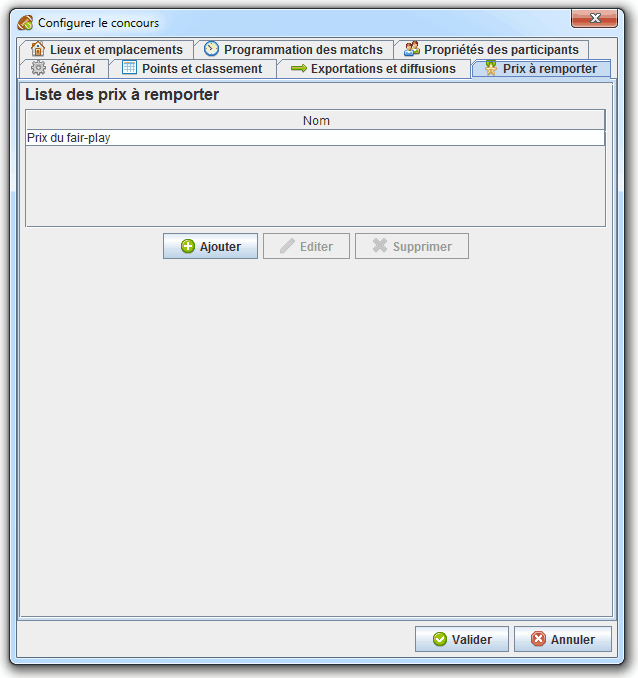 Configurer le concours
Lieux et emplacements Programmation des matchs Propriétés des participants
Général Points et classement Exportations et diffusions Prix à remporter
Liste des prix à remporter
Nom
Prix du fair-play
Ajouter Editer Supprimer
Valider Annuler